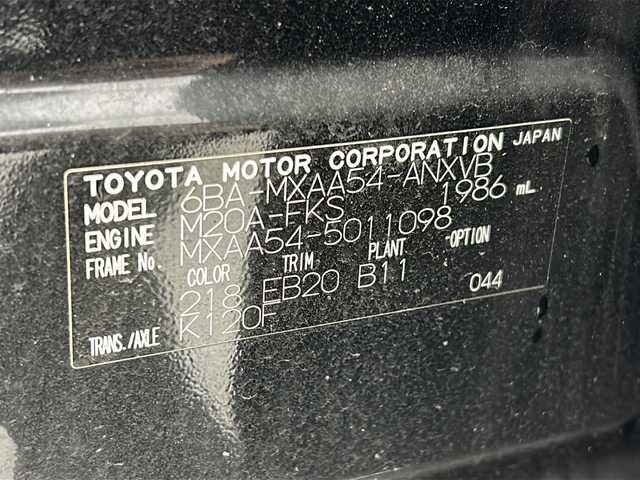 TOYOTA MOTOR CORPORATION JAPAN
MODEL 6BA-MXAA54-ANXVB
ENGINE M20A-FKS 1986 mL
FRAME No. MXAA54-5011098
COLOR TRIM PLANT OPTION
218 EB20 B11
TRANS./AXLE K120F 044